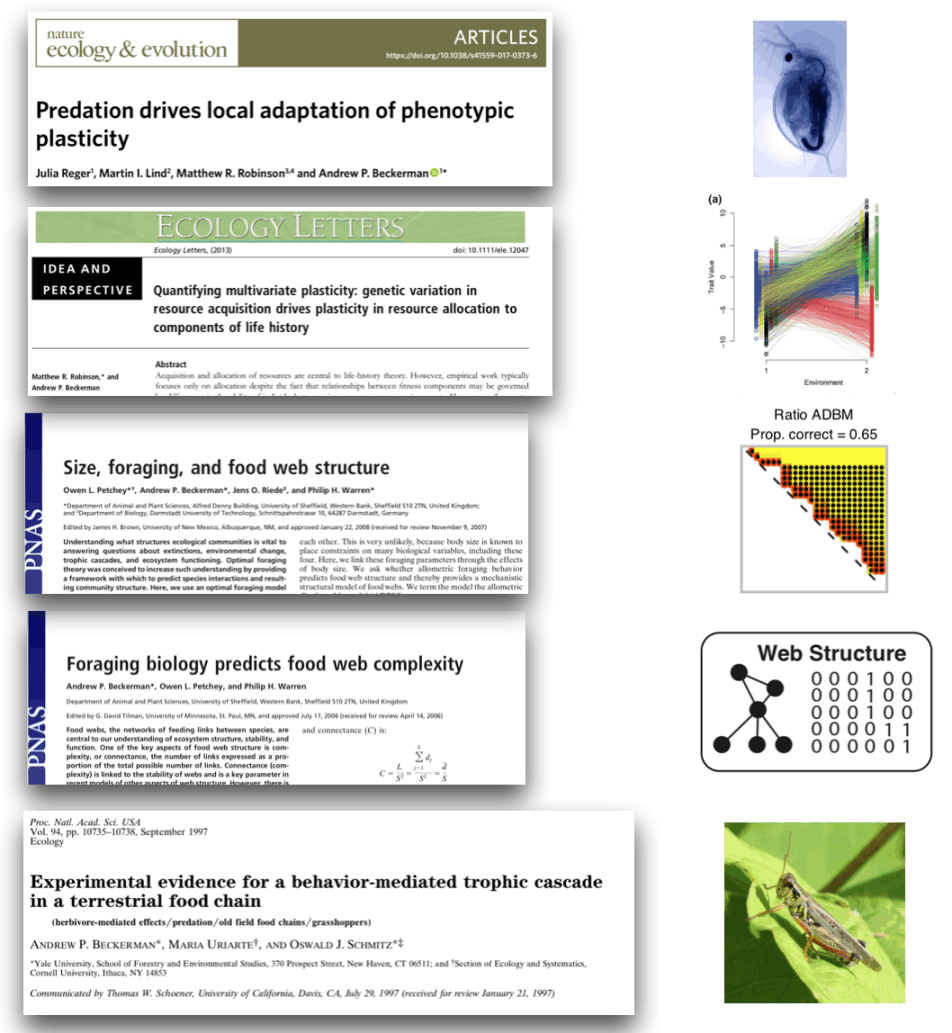 nature
ecology & evolution
ARTICLES
https://doi.org/10.1038/s41559-017-0373-6
Predation drives local adaptation of phenotypic
plasticity
Julia Reger¹, Martin I. Lind², Matthew R. Robinson³,⁴ and Andrew P. Beckerman ¹*
ECOLOGY LETTERS
Ecology Letters, (2013)
doi: 10.1111/ele.12047
IDEA AND
PERSPECTIVE
Quantifying multivariate plasticity: genetic variation in
resource acquisition drives plasticity in resource allocation to
components of life history
Matthew R. Robinson,* and
Andrew P. Beckerman
Abstract
Acquisition and allocation of resources are central to life-history theory. However, empirical work typically
focuses only on allocation despite the fact that relationships between fitness components may be governed
(a)
10
5
0
−5
−10
Trait Value
1
2
Environment
PNAS
Size, foraging, and food web structure
Owen L. Petchey*†, Andrew P. Beckerman*, Jens O. Riede‡, and Philip H. Warren*
*Department of Animal and Plant Sciences, Alfred Denny Building, University of Sheffield, Western Bank, Sheffield S10 2TN, United Kingdom;
and ‡Department of Biology, Darmstadt University of Technology, Schnittspahnstrasse 10, 64287 Darmstadt, Germany
Edited by James H. Brown, University of New Mexico, Albuquerque, NM, and approved January 22, 2008 (received for review November 9, 2007)
Understanding what structures ecological communities is vital to
answering questions about extinctions, environmental change,
trophic cascades, and ecosystem functioning. Optimal foraging
theory was conceived to increase such understanding by providing
a framework with which to predict species interactions and result-
ing community structure. Here, we use an optimal foraging model
each other. This is very unlikely, because body size is known to
place constraints on many biological variables, including these
four. Here, we link these foraging parameters through the effects
of body size. We ask whether allometric foraging behavior
predicts food web structure and thereby provides a mechanistic
structural model of food webs. We term the model the allometric
Ratio ADBM
Prop. correct = 0.65
PNAS
Foraging biology predicts food web complexity
Andrew P. Beckerman*, Owen L. Petchey, and Philip H. Warren
Department of Animal and Plant Sciences, University of Sheffield, Western Bank, Sheffield S10 2TN, United Kingdom
Edited by G. David Tilman, University of Minnesota, St. Paul, MN, and approved July 17, 2006 (received for review April 14, 2006)
Food webs, the networks of feeding links between species, are
central to our understanding of ecosystem structure, stability, and
function. One of the key aspects of food web structure is com-
plexity, or connectance, the number of links expressed as a pro-
portion of the total possible number of links. Connectance (com-
plexity) is linked to the stability of webs and is a key parameter in
recent models of other aspects of web structure. However, there is
and connectance (C) is:
C = L/S² = ∑ dⱼ/S² = d̄/S
Web Structure
0 0 0 1 0 0
0 0 0 1 0 0
0 0 0 1 0 0
0 0 0 0 1 1
0 0 0 0 0 1
Proc. Natl. Acad. Sci. USA
Vol. 94, pp. 10735–10738, September 1997
Ecology
Experimental evidence for a behavior-mediated trophic cascade
in a terrestrial food chain
(herbivore-mediated effects/predation/old field food chains/grasshoppers)
ANDREW P. BECKERMAN*, MARIA URIARTE†, AND OSWALD J. SCHMITZ*‡
*Yale University, School of Forestry and Environmental Studies, 370 Prospect Street, New Haven, CT 06511; and †Section of Ecology and Systematics,
Cornell University, Ithaca, NY 14853
Communicated by Thomas W. Schoener, University of California, Davis, CA, July 29, 1997 (received for review January 21, 1997)